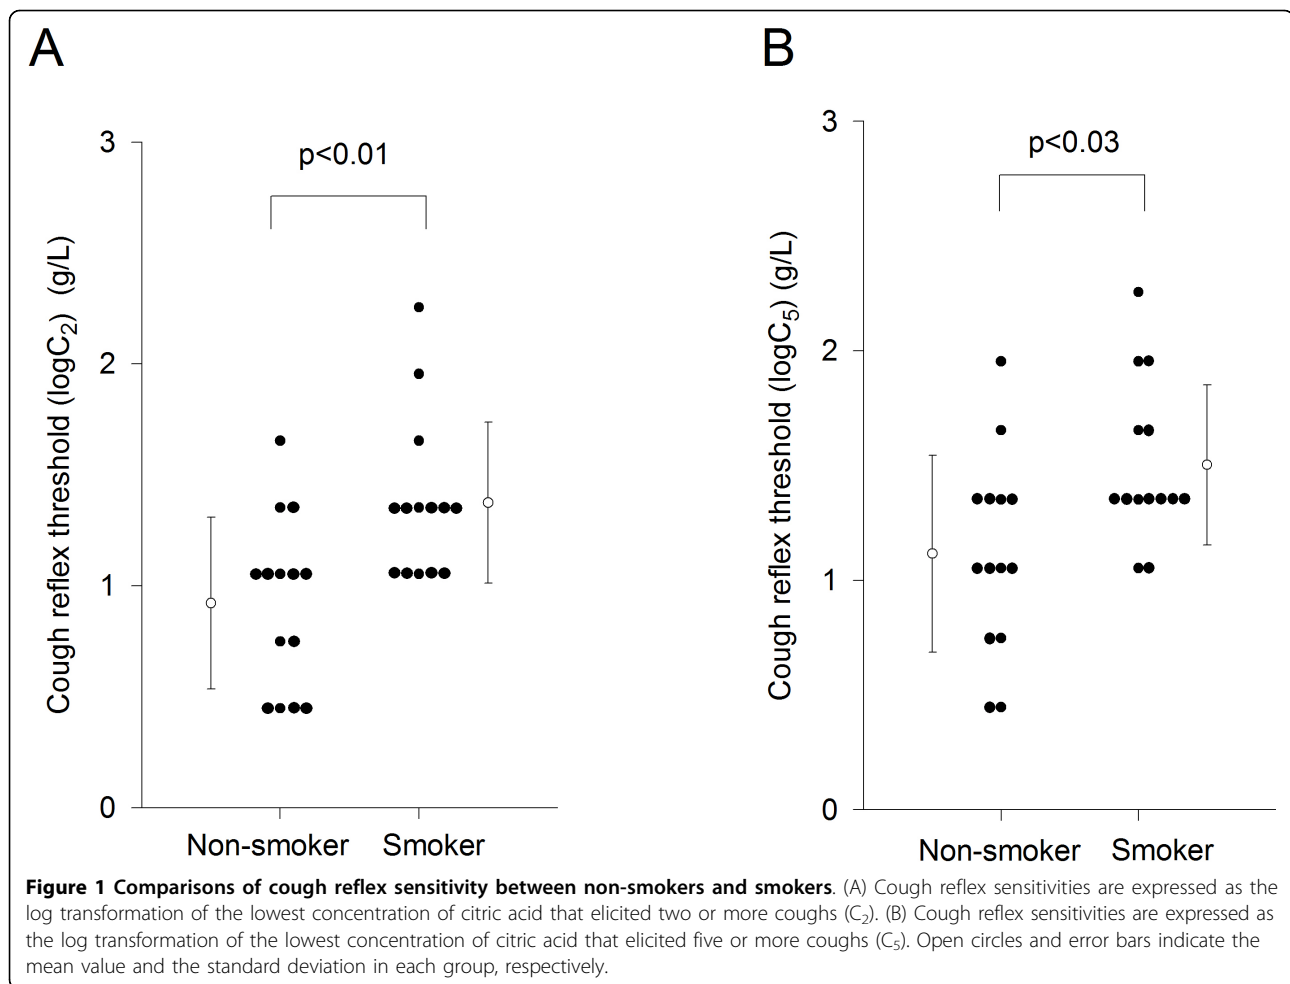 A
B
3
p<0.01
2
1
0
Cough reflex threshold (logC2) (g/L)
Non-smoker Smoker
3
p<0.03
2
1
0
Cough reflex threshold (logC5) (g/L)
Non-smoker Smoker
Figure 1 Comparisons of cough reflex sensitivity between non-smokers and smokers. (A) Cough reflex sensitivities are expressed as the
log transformation of the lowest concentration of citric acid that elicited two or more coughs (C2). (B) Cough reflex sensitivities are expressed as
the log transformation of the lowest concentration of citric acid that elicited five or more coughs (C5). Open circles and error bars indicate the
mean value and the standard deviation in each group, respectively.